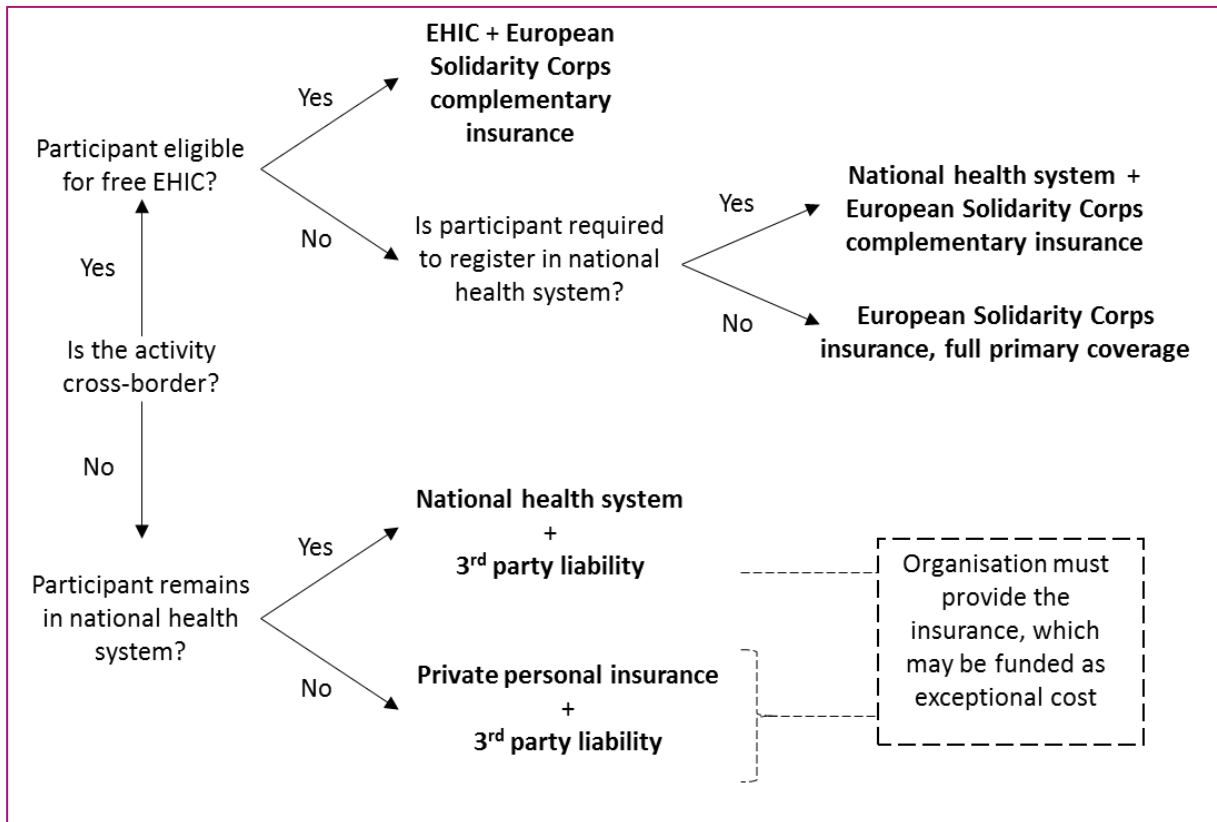 EHIC + European
Solidarity Corps
complementary
insurance
Yes
Participant eligible
for free EHIC?
No
Is participant required
to register in national
health system?
Yes
National health system +
European Solidarity Corps
complementary insurance
No
European Solidarity Corps
insurance, full primary coverage
Yes
Is the activity
cross-border?
No
Participant remains
in national health
system?
Yes
National health system
+
3rd party liability
No
Private personal insurance
+
3rd party liability
Organisation must
provide the
insurance, which
may be funded as
exceptional cost